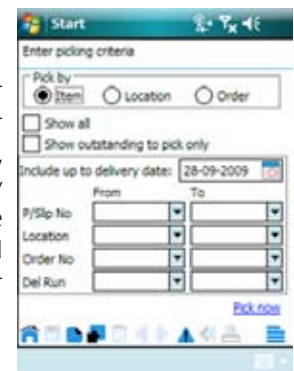 Start
Enter picking criteria
Pick by
Item Location Order
Show all
Show outstanding to pick only
Include up to delivery date: 28-09-2009
From To
P/Slip No
Location
Order No
Del Run
Pick now